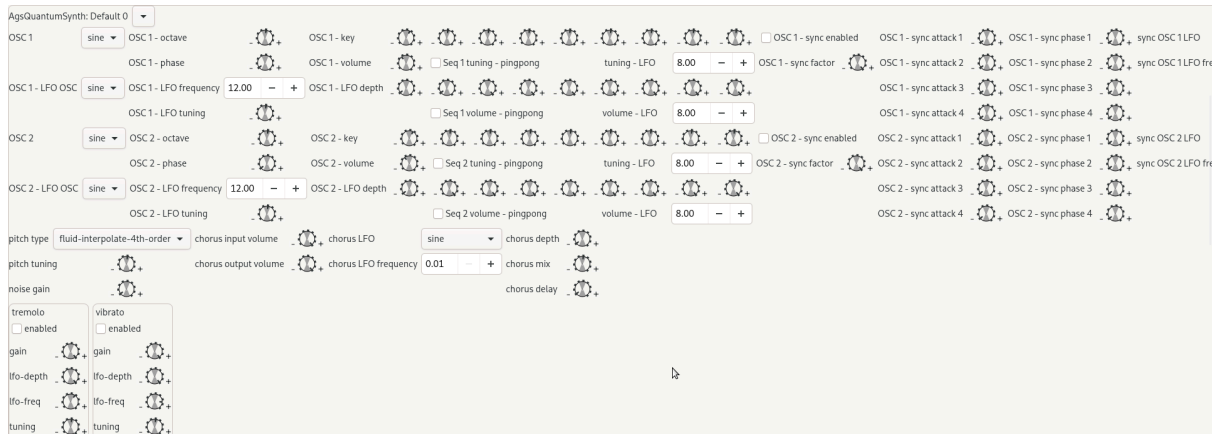 AgsQuantumSynth: Default 0
OSC 1 sine OSC 1 - octave OSC 1 - key OSC 1 - sync enabled OSC 1 - sync attack 1 OSC 1 - sync phase 1 sync OSC 1 LFO
OSC 1 - phase OSC 1 - volume Seq 1 tuning - pingpong tuning - LFO 8.00 OSC 1 - sync factor OSC 1 - sync attack 2 OSC 1 - sync phase 2 sync OSC 1 LFO fre
OSC 1 - LFO OSC sine OSC 1 - LFO frequency 12.00 OSC 1 - LFO depth OSC 1 - sync attack 3 OSC 1 - sync phase 3
OSC 1 - LFO tuning Seq 1 volume - pingpong volume - LFO 8.00 OSC 1 - sync attack 4 OSC 1 - sync phase 4
OSC 2 sine OSC 2 - octave OSC 2 - key OSC 2 - sync enabled OSC 2 - sync attack 1 OSC 2 - sync phase 1 sync OSC 2 LFO
OSC 2 - phase OSC 2 - volume Seq 2 tuning - pingpong tuning - LFO 8.00 OSC 2 - sync factor OSC 2 - sync attack 2 OSC 2 - sync phase 2 sync OSC 2 LFO fre
OSC 2 - LFO OSC sine OSC 2 - LFO frequency 12.00 OSC 2 - LFO depth OSC 2 - sync attack 3 OSC 2 - sync phase 3
OSC 2 - LFO tuning Seq 2 volume - pingpong volume - LFO 8.00 OSC 2 - sync attack 4 OSC 2 - sync phase 4
pitch type fluid-interpolate-4th-order chorus input volume chorus LFO sine chorus depth
pitch tuning chorus output volume chorus LFO frequency 0.01 chorus mix
noise gain chorus delay
tremolo vibrato
enabled enabled
gain gain
lfo-depth lfo-depth
lfo-freq lfo-freq
tuning tuning